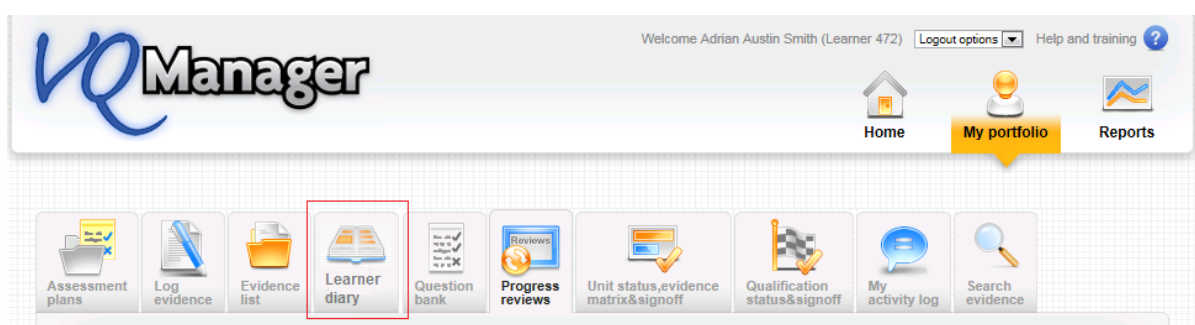 VQManager
Welcome Adrian Austin Smith (Learner 472) Logout options Help and training ?
Home My portfolio Reports
Reviews
Assessment plans
Log evidence
Evidence list
Learner diary
Question bank
Progress reviews
Unit status,evidence matrix&signoff
Qualification status&signoff
My activity log
Search evidence